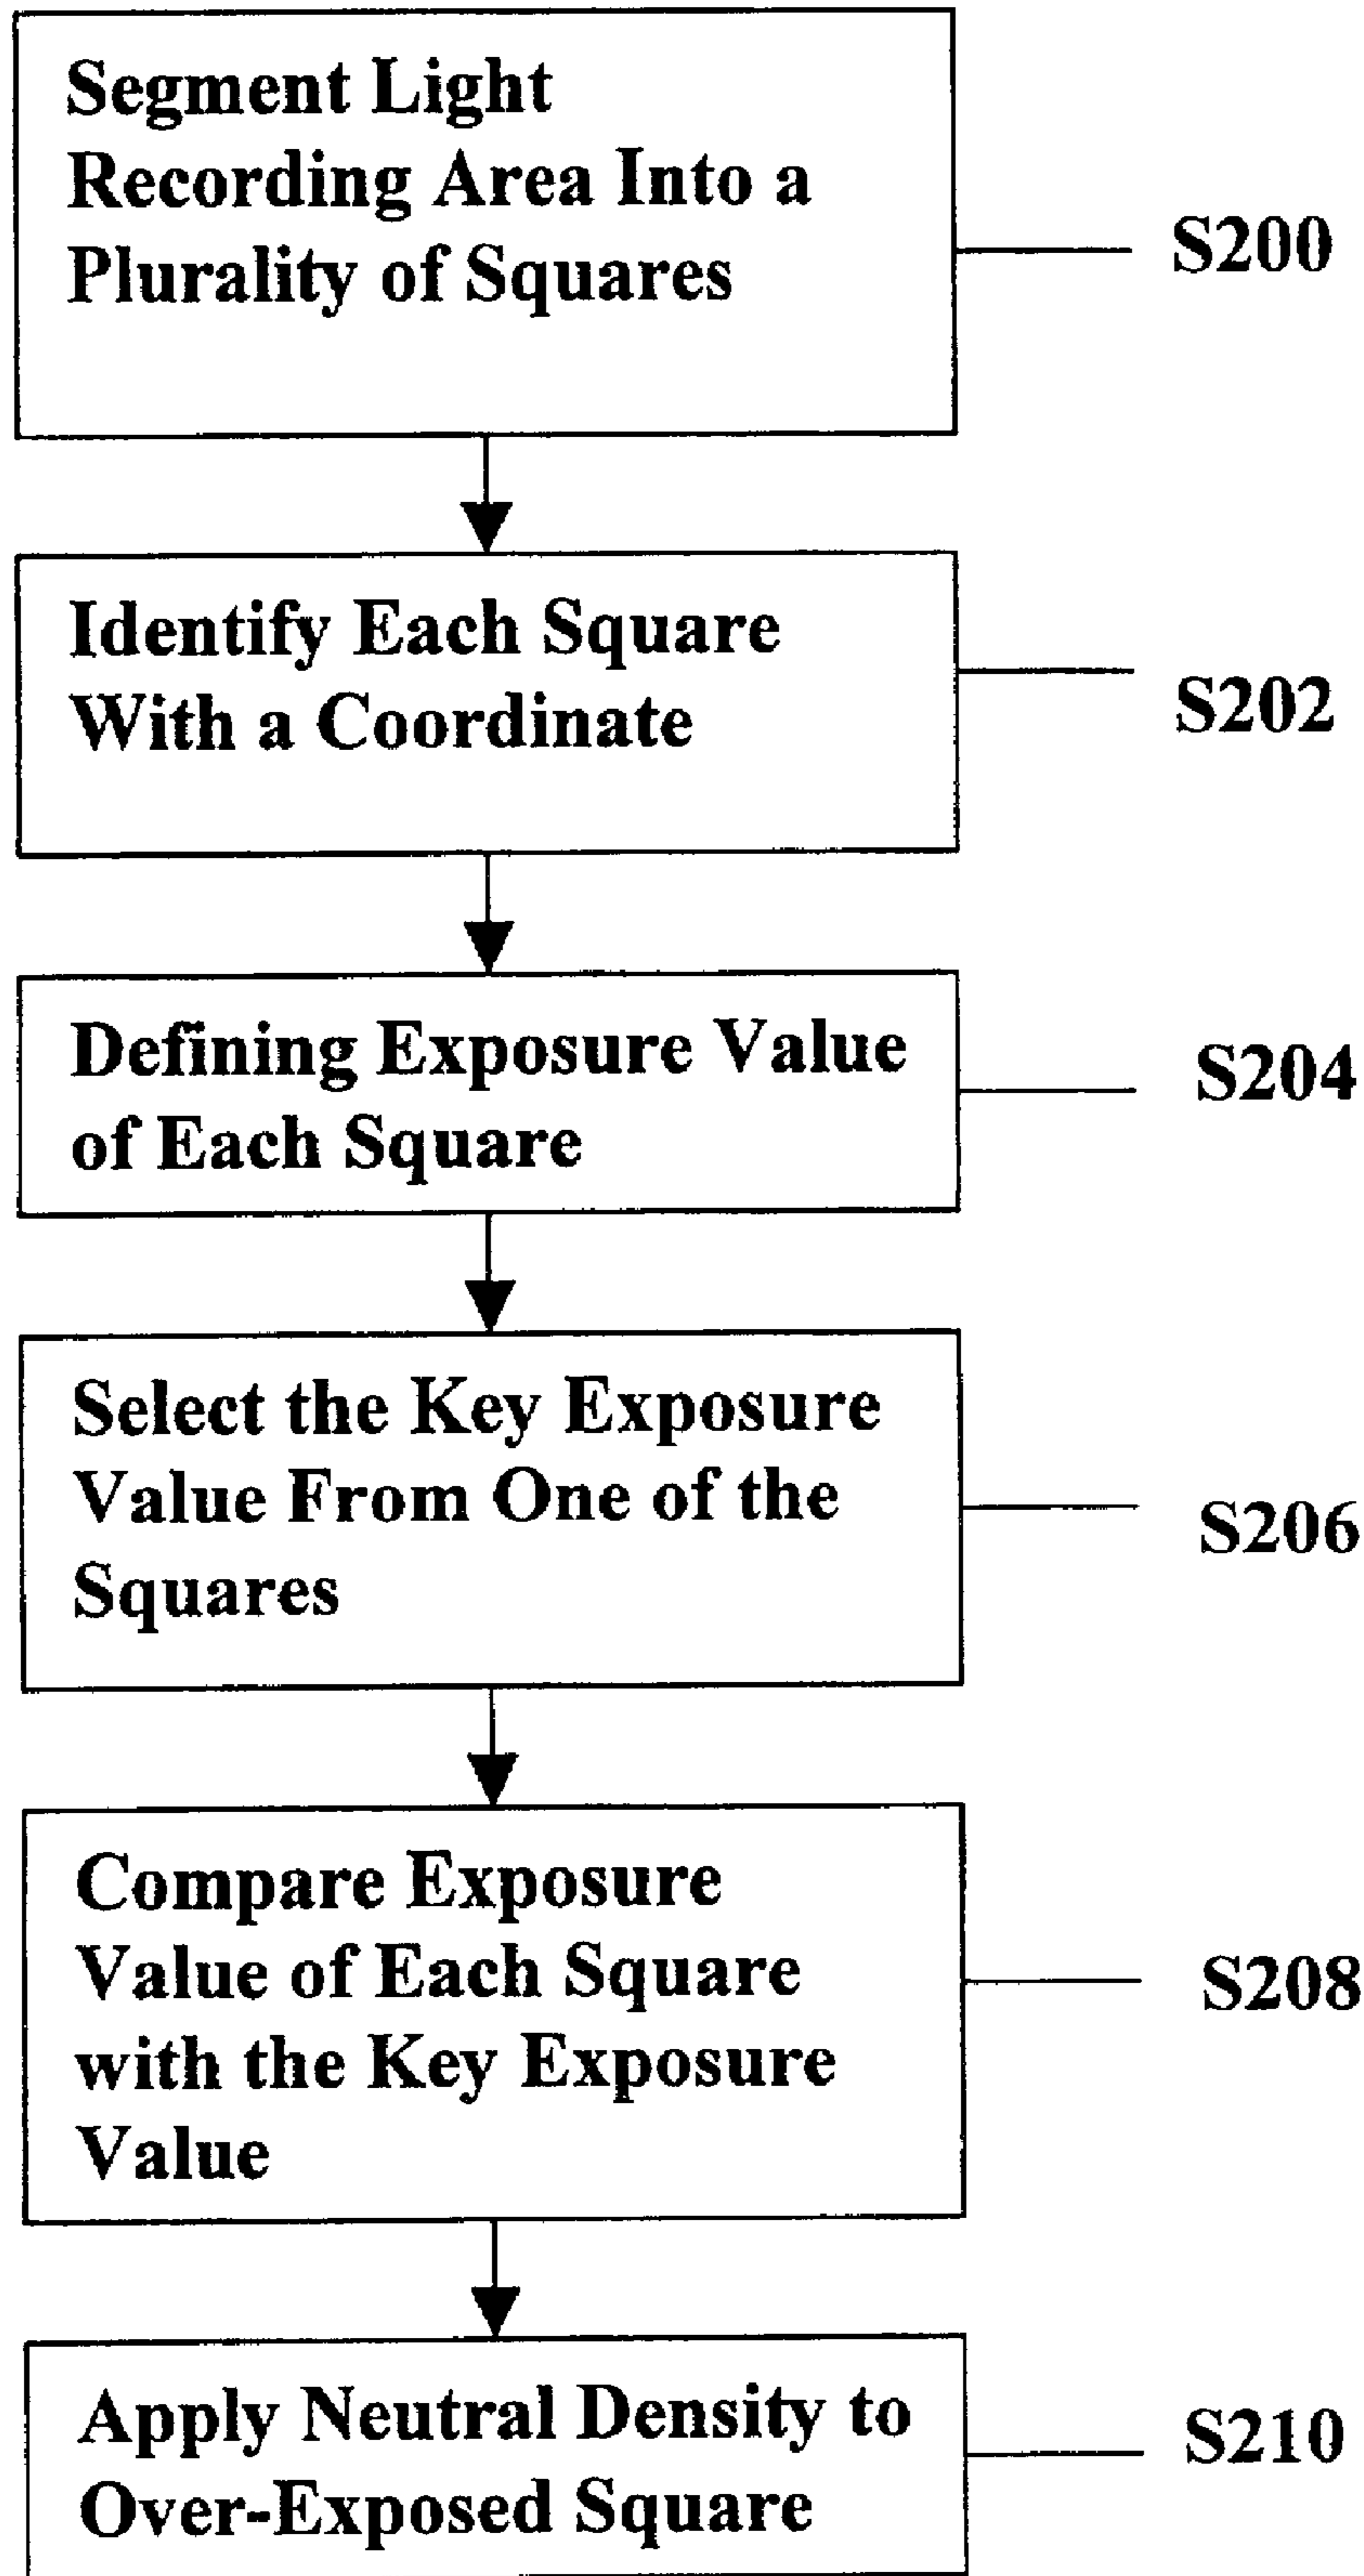 Segment Light
Recording Area Into a
Plurality of Squares
S200
Identify Each Square
With a Coordinate
S202
Defining Exposure Value
of Each Square
S204
Select the Key Exposure
Value From One of the
Squares
S206
Compare Exposure
Value of Each Square
with the Key Exposure
Value
S208
Apply Neutral Density to
Over-Exposed Square
S210